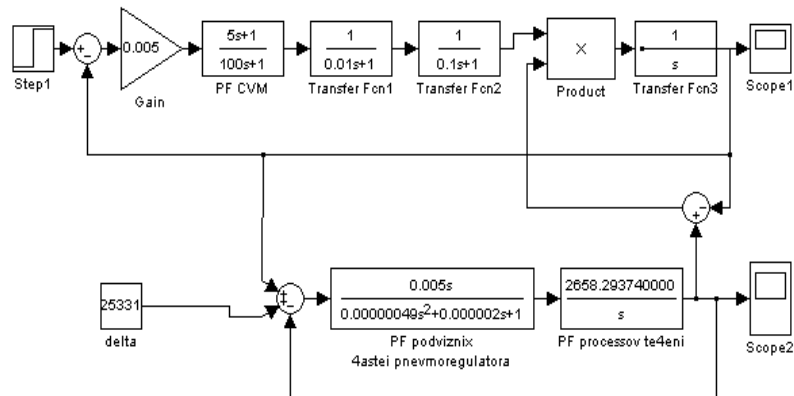 Step1
+
-
0.005
Gain
5s+1
100s+1
PF CVM
1
0.01s+1
Transfer Fcn1
1
0.1s+1
Transfer Fcn2
×
Product
1
s
Transfer Fcn3
Scope1
-
+
25331
delta
+
+
-
0.005s
0.00000049s²+0.000002s+1
PF podviznix
4astei pnevmoregulatora
2658.293740000
s
PF processov te4eni
Scope2